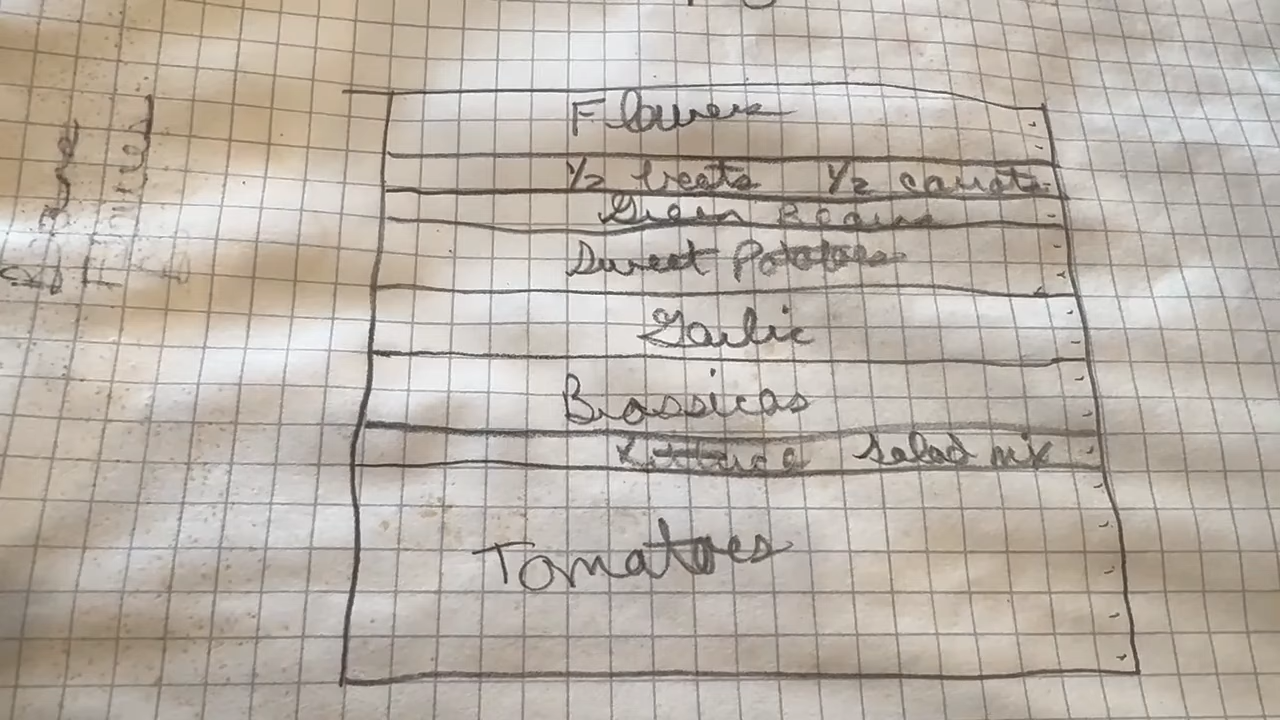 Flowers
1/2 beets 1/2 carrots
Green Beans
Sweet Potatoes
Garlic
Brassicas
Lettuce Salad mix
Tomatoes